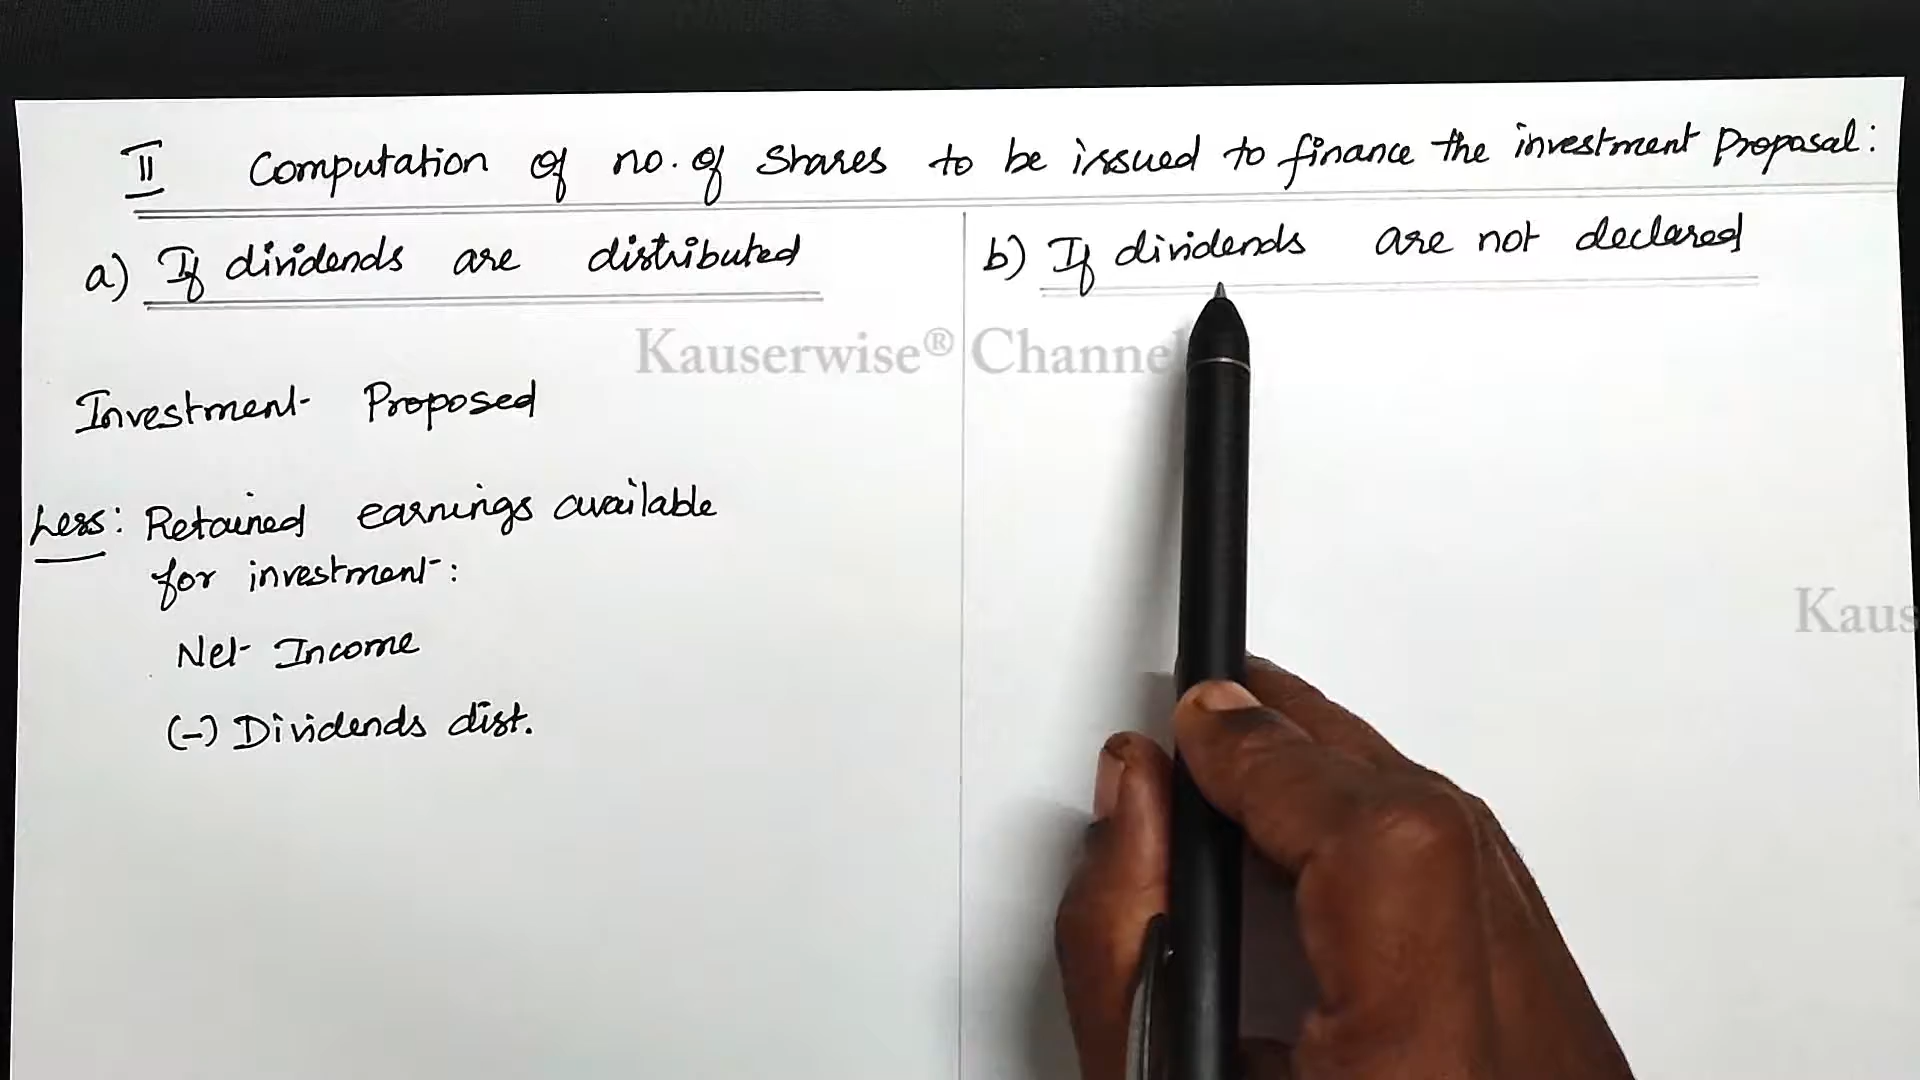 II Computation of no. of Shares to be issued to finance the investment Proposal:
a) If dividends are distributed
b) If dividends are not declared
Kauserwise® Channel
Investment Proposed
Less: Retained earnings available
for investment:
Kaus
Net Income
(-) Dividends dist.